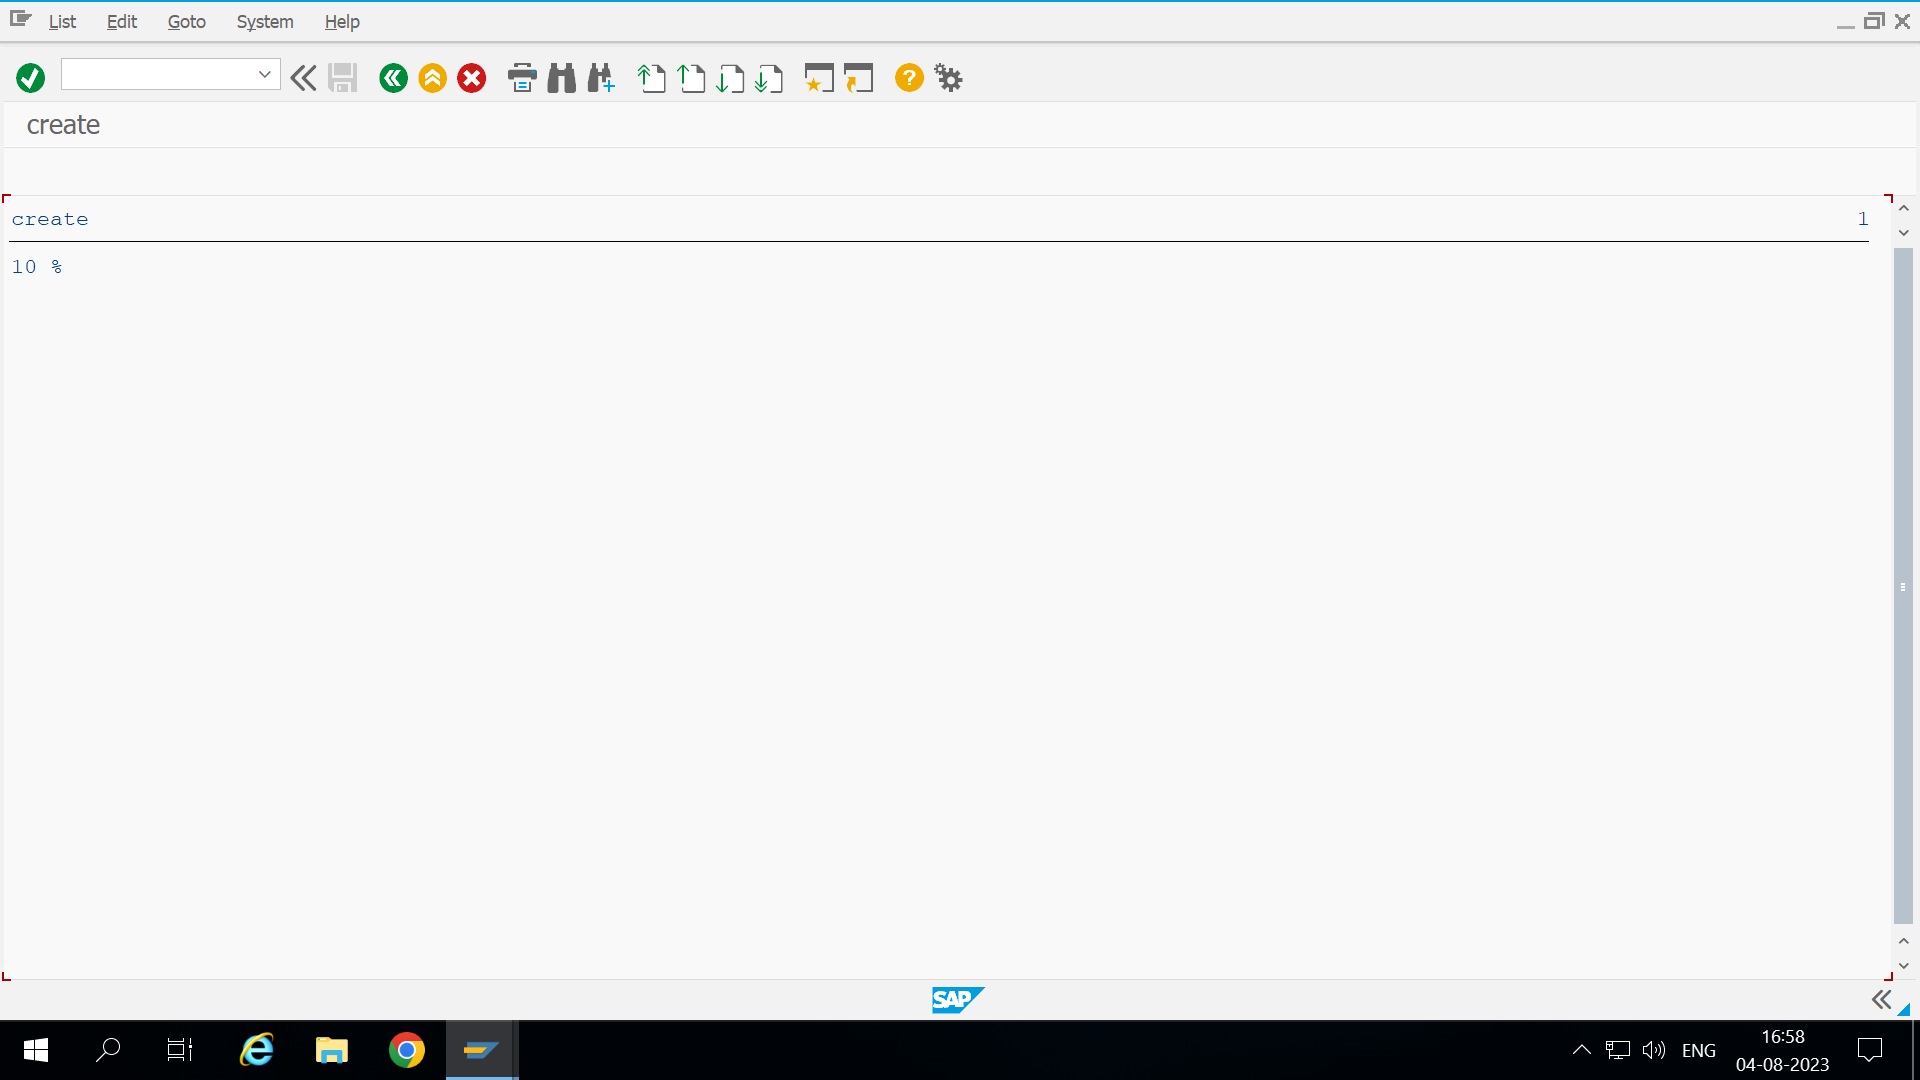 List Edit Goto System Help
create
create 1
10 %
SAP
ENG
16:58
04-08-2023